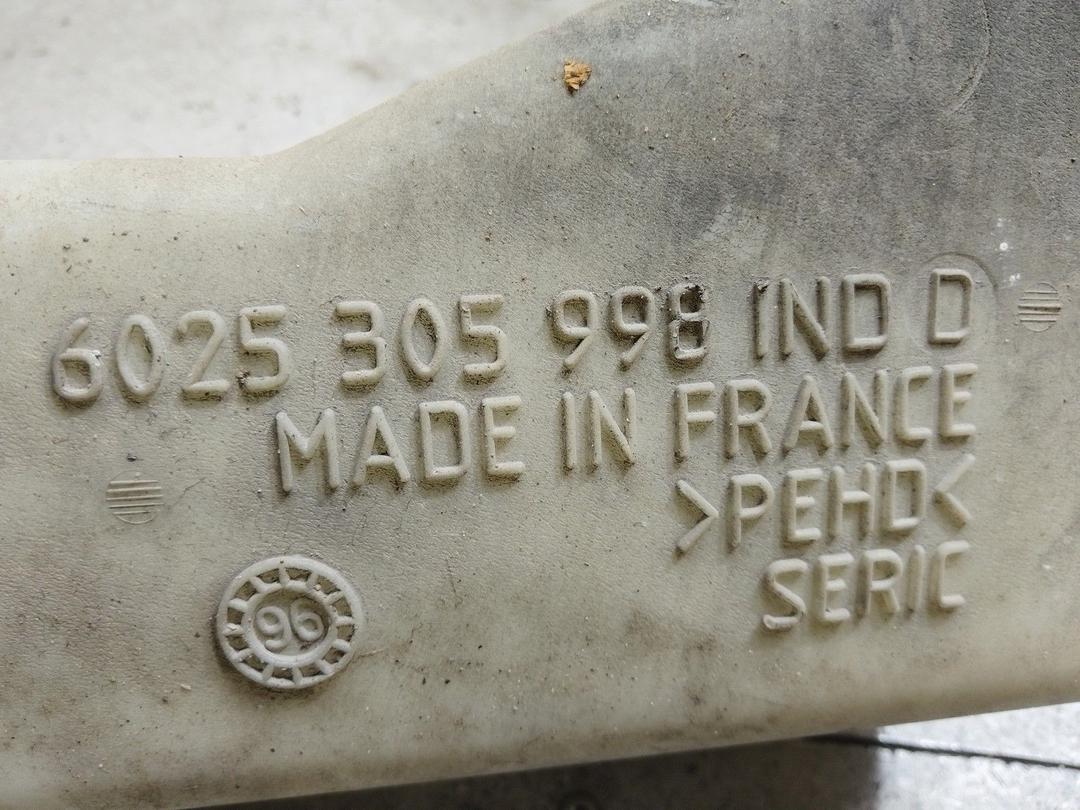 6025 305 998 IND D
MADE IN FRANCE
>PEHD<
SERIC
96